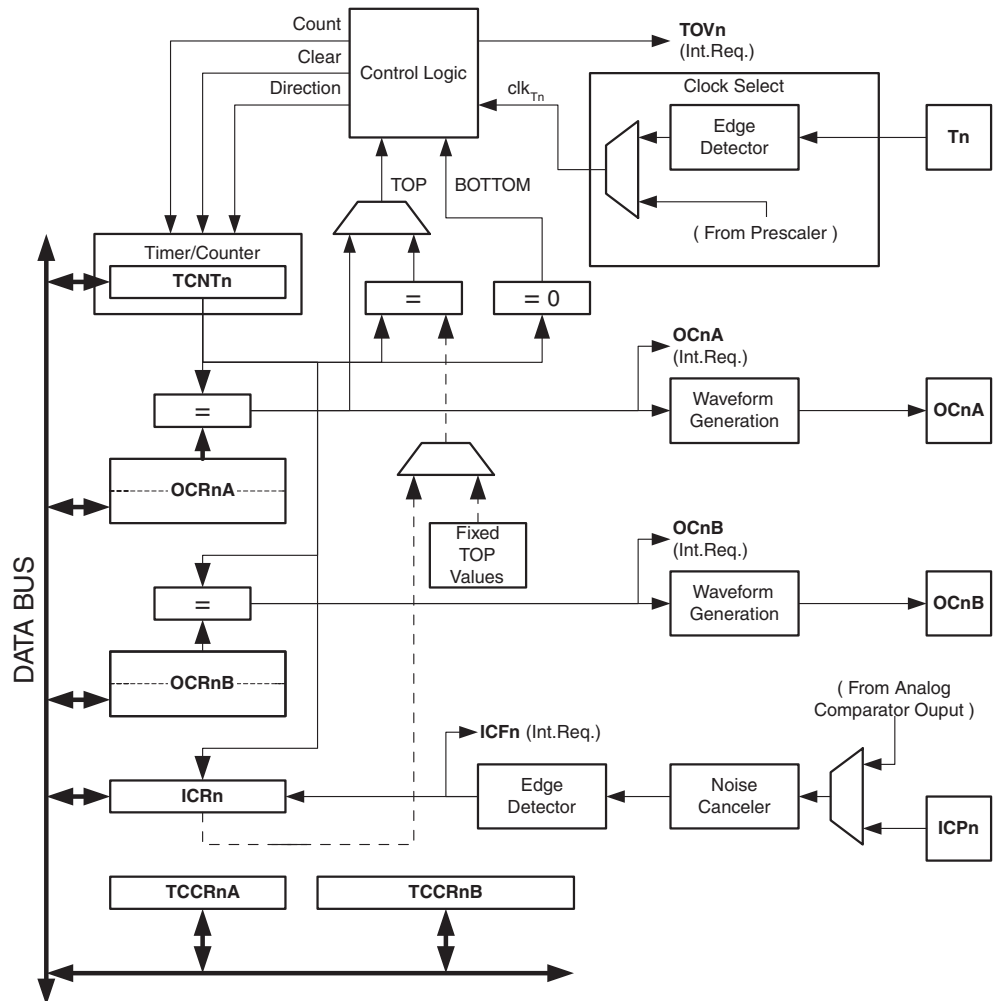 Count
Clear
Direction
Control Logic
TOVn
(Int.Req.)
clkTn
Clock Select
Edge
Detector
Tn
( From Prescaler )
TOP
BOTTOM
Timer/Counter
TCNTn
=
= 0
OCnA
(Int.Req.)
=
Waveform
Generation
OCnA
OCRnA
Fixed
TOP
Values
OCnB
(Int.Req.)
=
Waveform
Generation
OCnB
DATA BUS
OCRnB
( From Analog
Comparator Ouput )
ICFn (Int.Req.)
ICRn
Edge
Detector
Noise
Canceler
ICPn
TCCRnA
TCCRnB